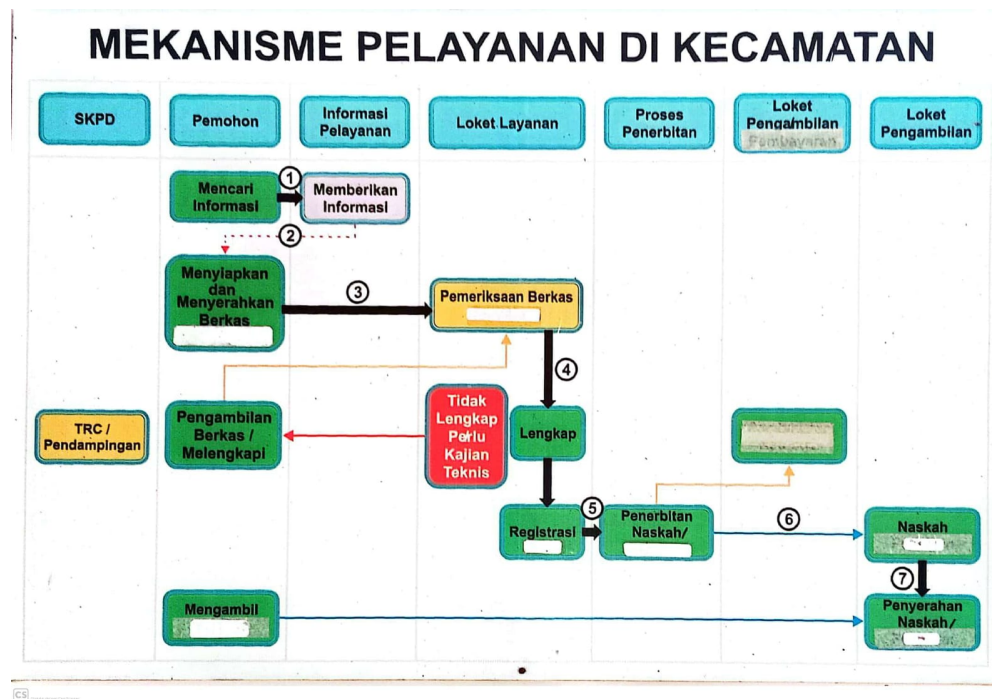 MEKANISME PELAYANAN DI KECAMATAN
SKPD
Pemohon
Informasi
Pelayanan
Loket Layanan
Proses
Penerbitan
Loket
Pengambilan
Pembayaran
Loket
Pengambilan
Mencari
Informasi
1
Memberikan
Informasi
2
Menyiapkan
dan
Menyerahkan
Berkas
3
Pemeriksaan Berkas
4
TRC /
Pendampingan
Pengambilan
Berkas /
Melengkapi
Tidak
Lengkap
Perlu
Kajian
Teknis
Lengkap
Registrasi
5
Penerbitan
Naskah/
6
Naskah
7
Mengambil
Penyerahan
Naskah/
CS